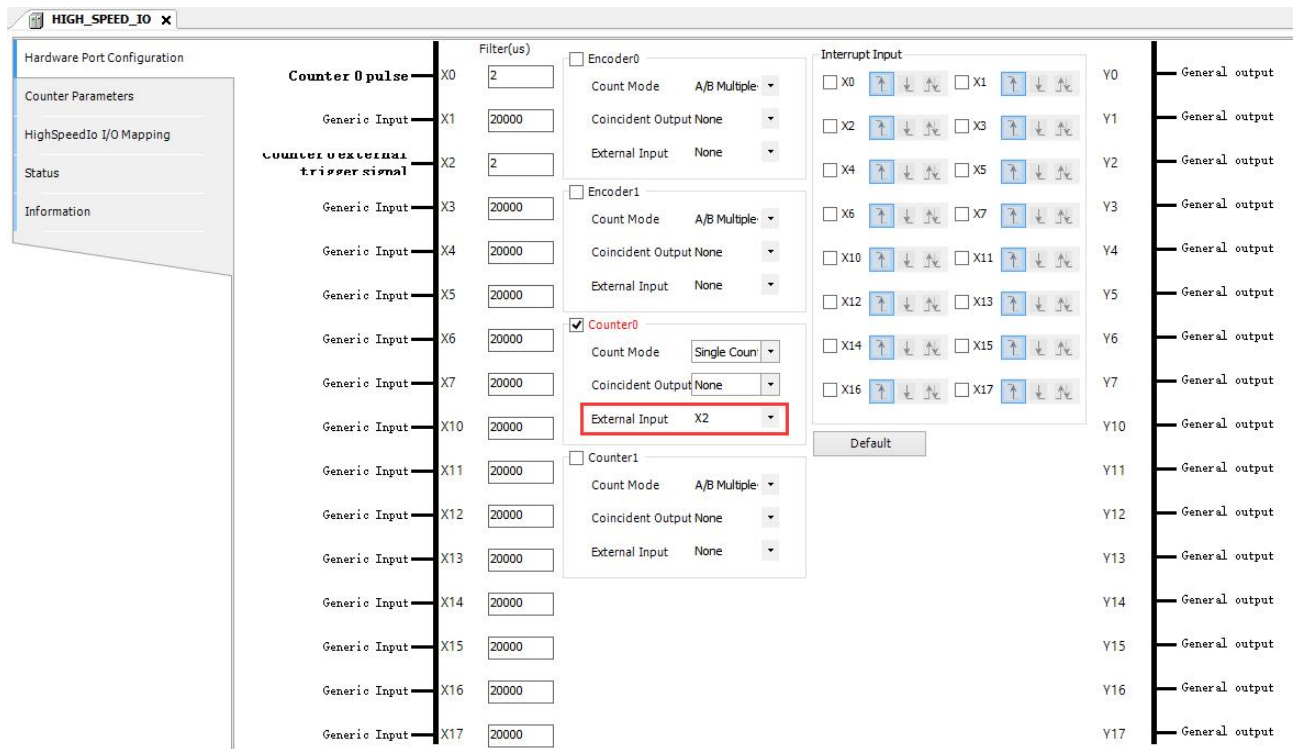 HIGH_SPEED_IO X
Hardware Port Configuration
Counter Parameters
HighSpeedIo I/O Mapping
Status
Information
Filter(us)
Counter 0 pulse X0 2
Generic Input X1 20000
Counter 0 external
trigger signal X2 2
Generic Input X3 20000
Generic Input X4 20000
Generic Input X5 20000
Generic Input X6 20000
Generic Input X7 20000
Generic Input X10 20000
Generic Input X11 20000
Generic Input X12 20000
Generic Input X13 20000
Generic Input X14 20000
Generic Input X15 20000
Generic Input X16 20000
Generic Input X17 20000
Encoder0
Count Mode A/B Multiple
Coincident Output None
External Input None
Encoder1
Count Mode A/B Multiple
Coincident Output None
External Input None
Counter0
Count Mode Single Coun
Coincident Output None
External Input X2
Counter1
Count Mode A/B Multiple
Coincident Output None
External Input None
Interrupt Input
X0 X1
X2 X3
X4 X5
X6 X7
X10 X11
X12 X13
X14 X15
X16 X17
Default
Y0 General output
Y1 General output
Y2 General output
Y3 General output
Y4 General output
Y5 General output
Y6 General output
Y7 General output
Y10 General output
Y11 General output
Y12 General output
Y13 General output
Y14 General output
Y15 General output
Y16 General output
Y17 General output